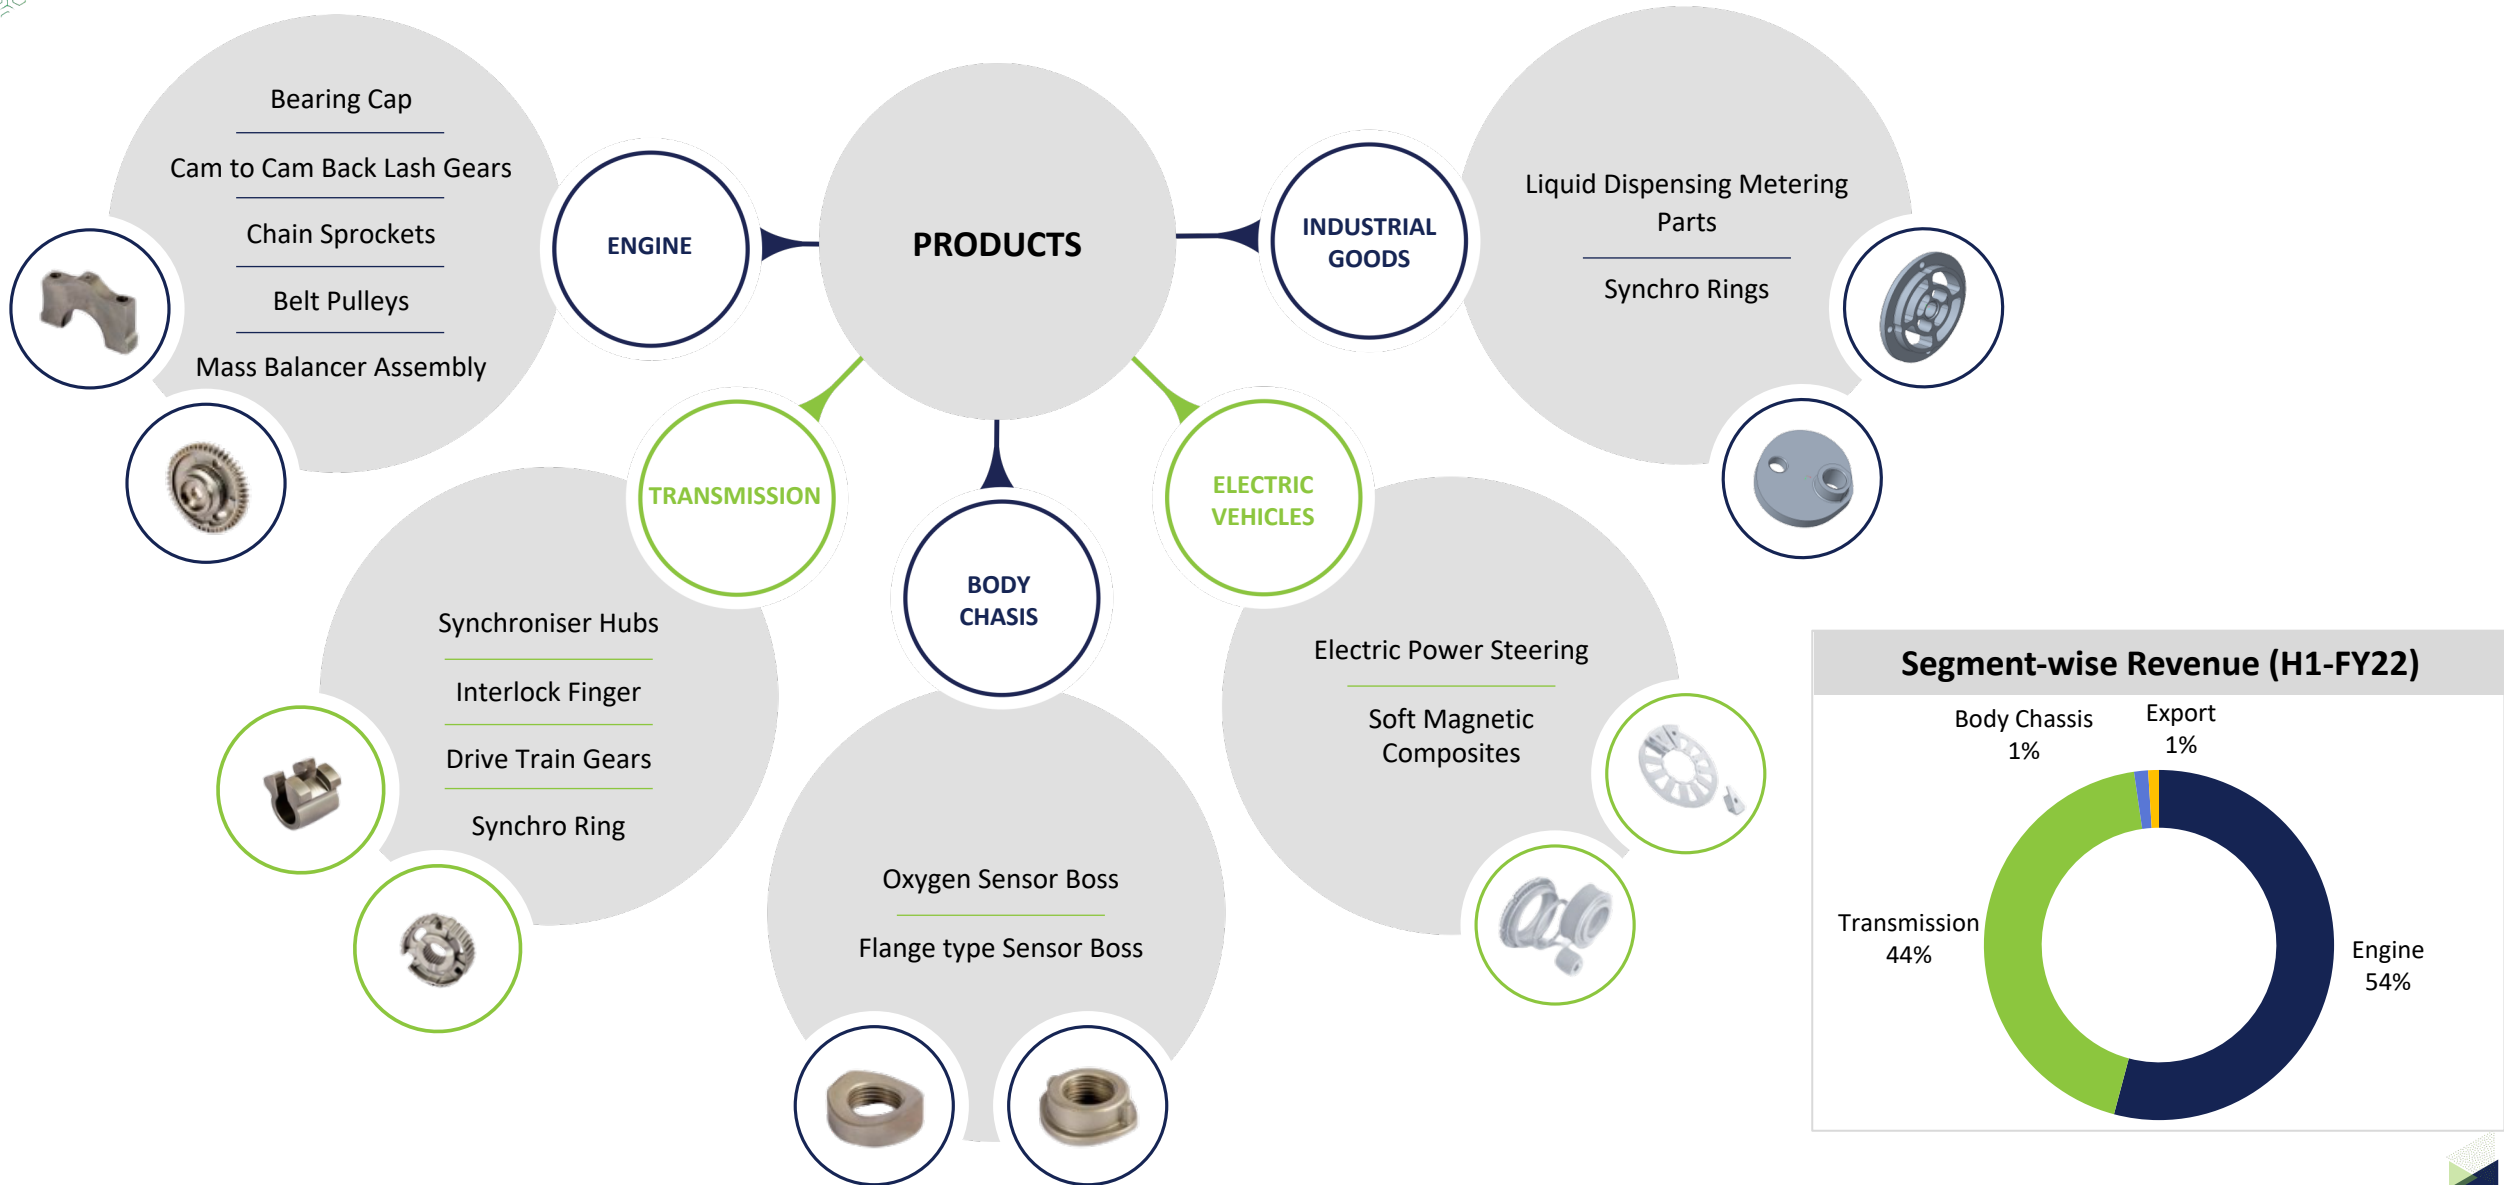 PRODUCTS
ENGINE
Bearing Cap
Cam to Cam Back Lash Gears
Chain Sprockets
Belt Pulleys
Mass Balancer Assembly
TRANSMISSION
Synchroniser Hubs
Interlock Finger
Drive Train Gears
Synchro Ring
BODY
CHASIS
Oxygen Sensor Boss
Flange type Sensor Boss
ELECTRIC
VEHICLES
Electric Power Steering
Soft Magnetic
Composites
INDUSTRIAL
GOODS
Liquid Dispensing Metering
Parts
Synchro Rings
Segment-wise Revenue (H1-FY22)
Body Chassis
1%
Export
1%
Transmission
44%
Engine
54%